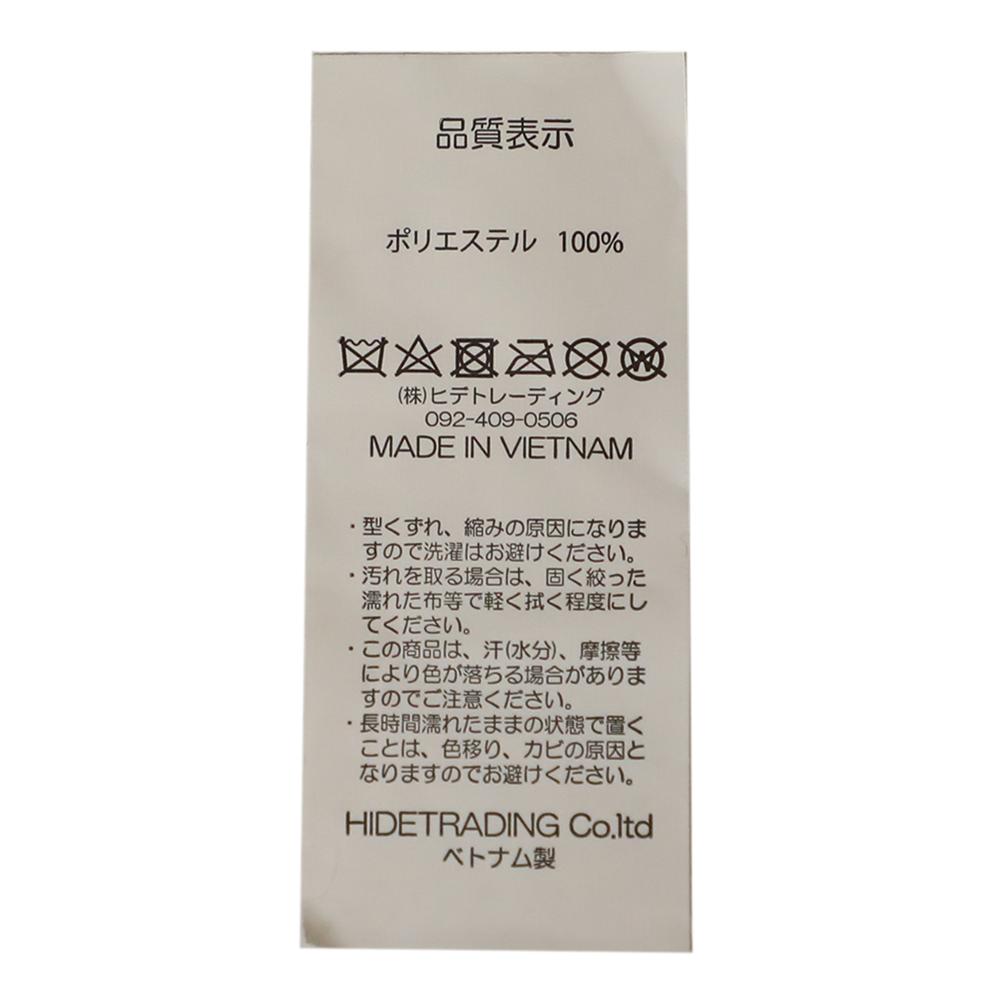 品質表示
ポリエステル 100%
W
(株)ヒデトレーディング
092-409-0506
MADE IN VIETNAM
・型くずれ、縮みの原因になりま
すので洗濯はお避けください。
・汚れを取る場合は、固く絞った
濡れた布等で軽く拭く程度にし
てください。
・この商品は、汗(水分)、摩擦等
により色が落ちる場合がありま
すのでご注意ください。
・長時間濡れたままの状態で置く
ことは、色移り、カビの原因と
なりますのでお避けください。
HIDETRADING Co.ltd
ベトナム製